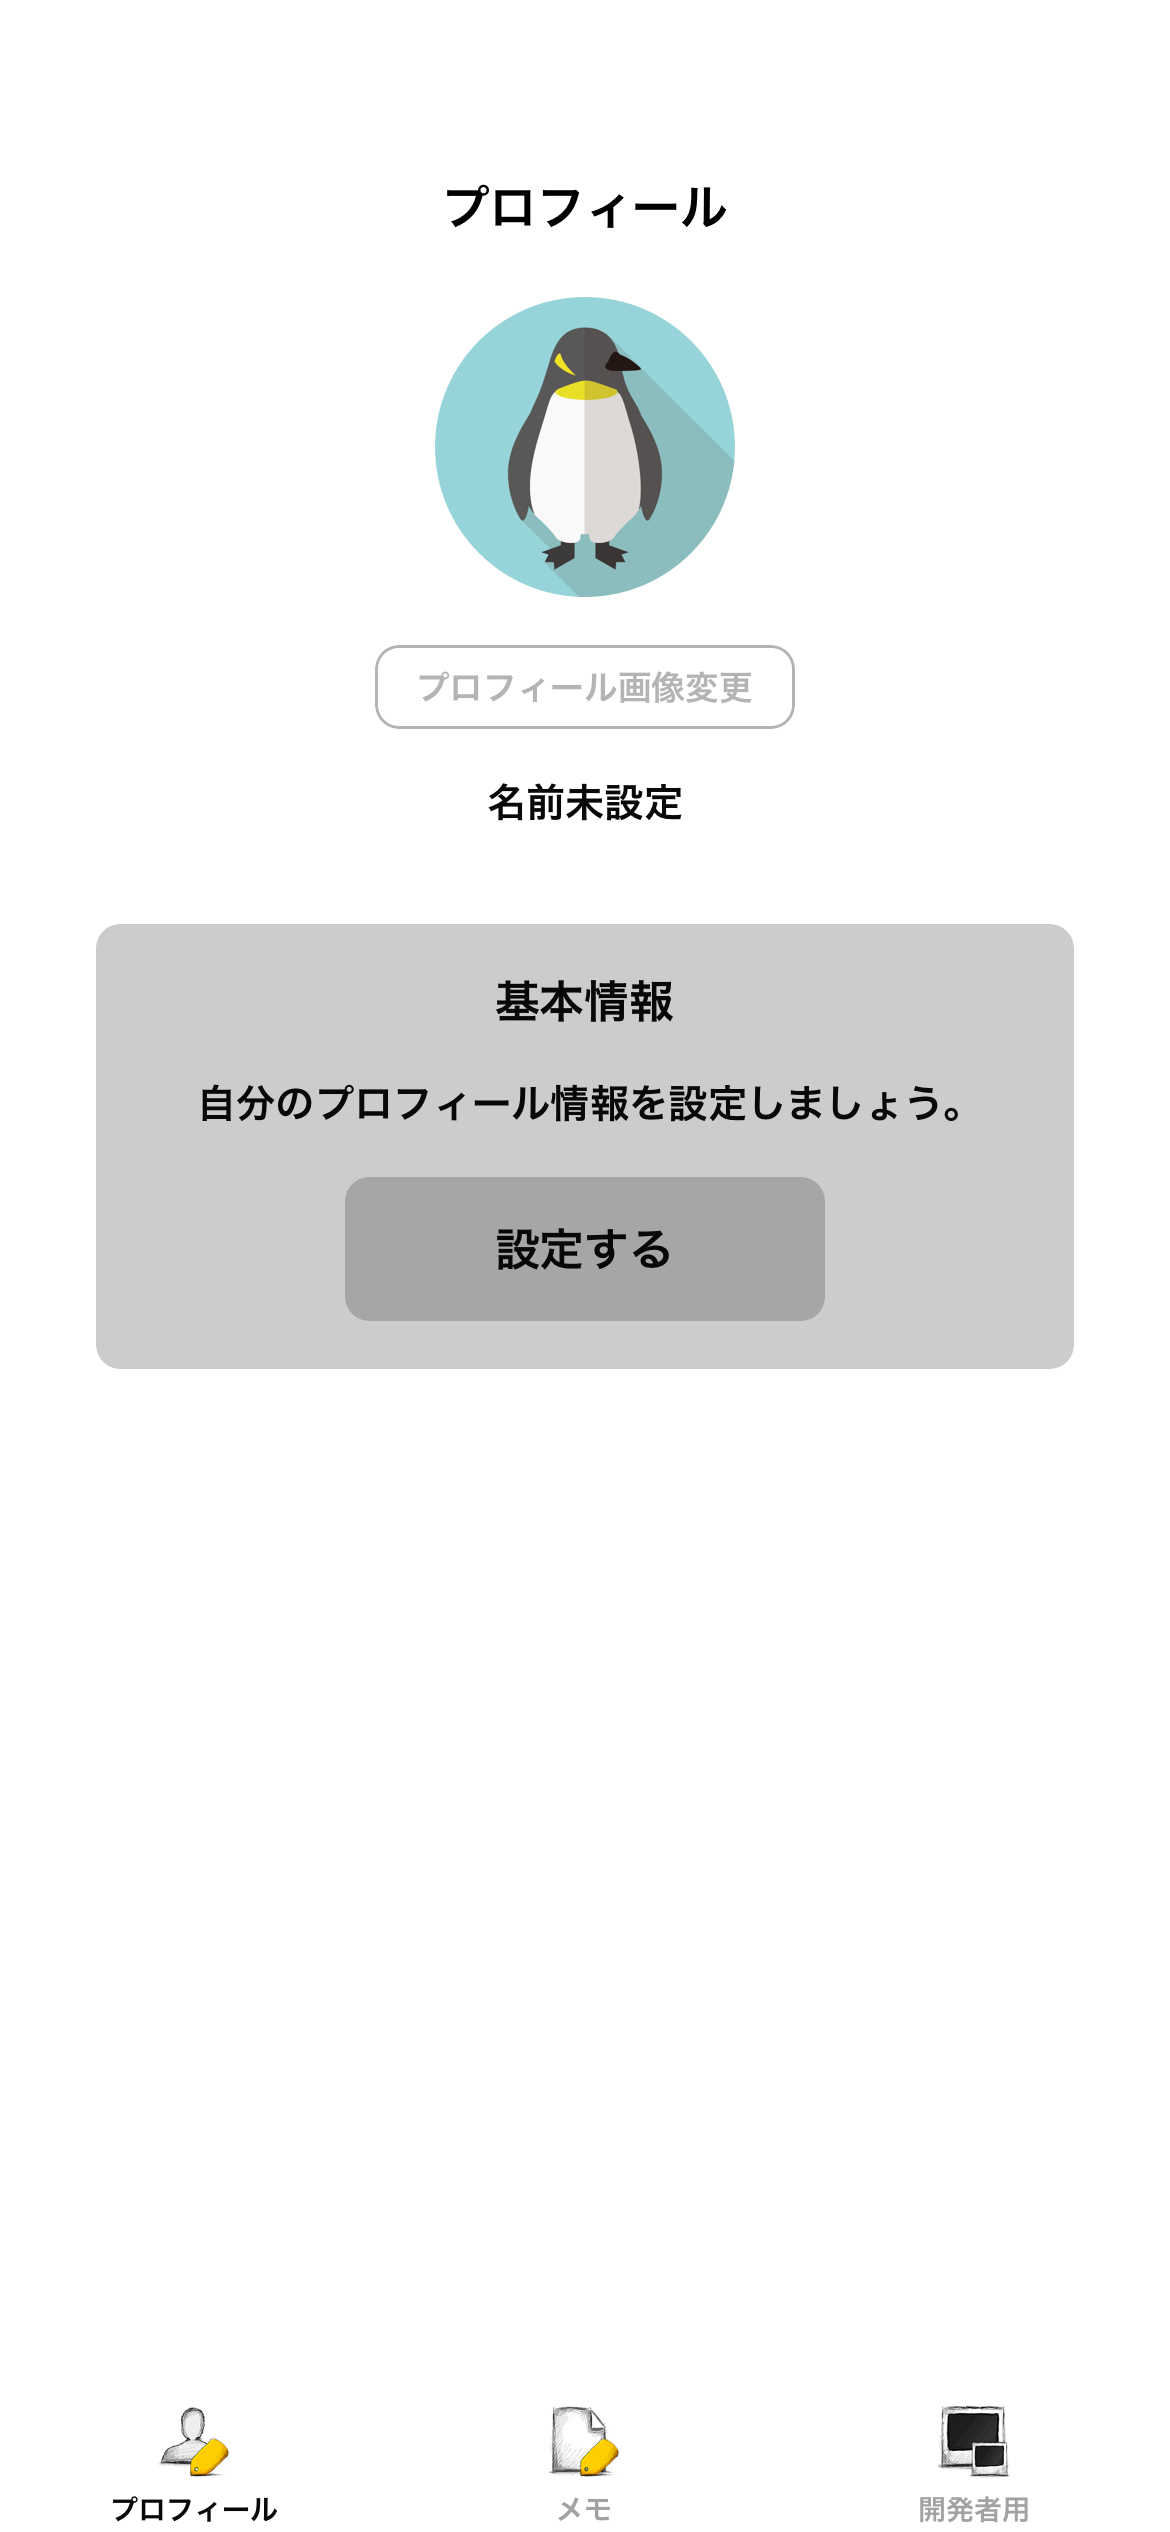 プロフィール
プロフィール画像変更
名前未設定
基本情報
自分のプロフィール情報を設定しましょう。
設定する
プロフィール
メモ
開発者用